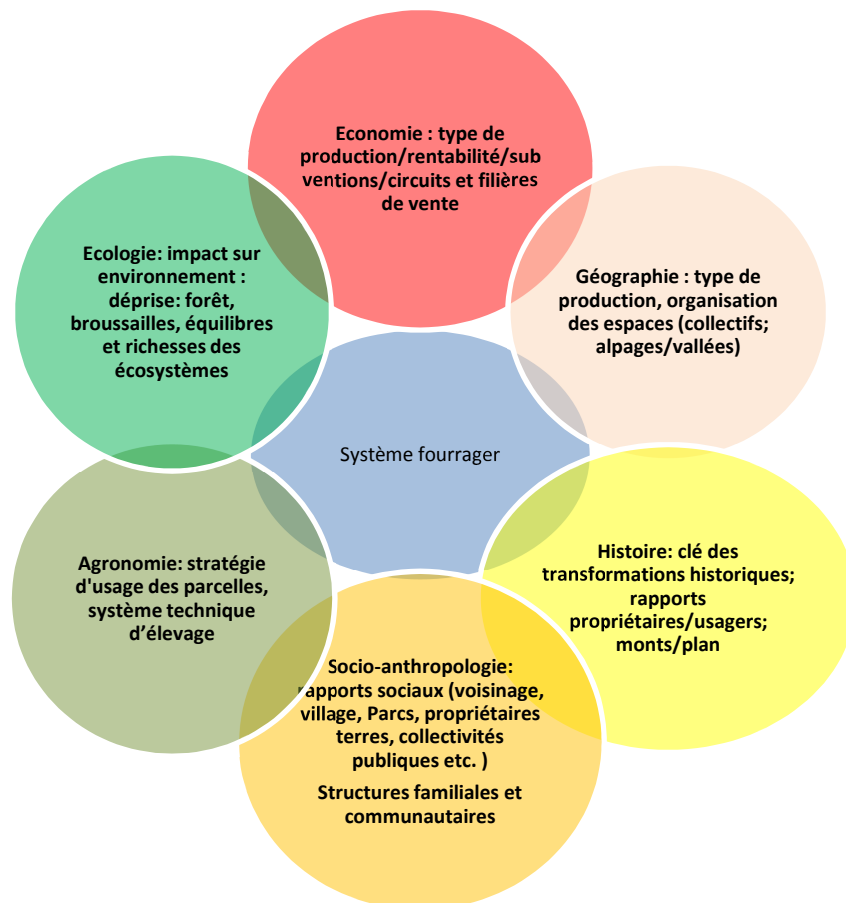 Economie : type de
production/rentabilité/sub
ventions/circuits et filières
de vente
Ecologie: impact sur
environnement :
déprise: forêt,
broussailles, équilibres
et richesses des
écosystèmes
Géographie : type de
production, organisation
des espaces (collectifs;
alpages/vallées)
Système fourrager
Agronomie: stratégie
d'usage des parcelles,
système technique
d’élevage
Histoire: clé des
transformations historiques;
rapports
propriétaires/usagers;
monts/plan
Socio-anthropologie:
rapports sociaux (voisinage,
village, Parcs, propriétaires
terres, collectivités
publiques etc. )
Structures familiales et
communautaires